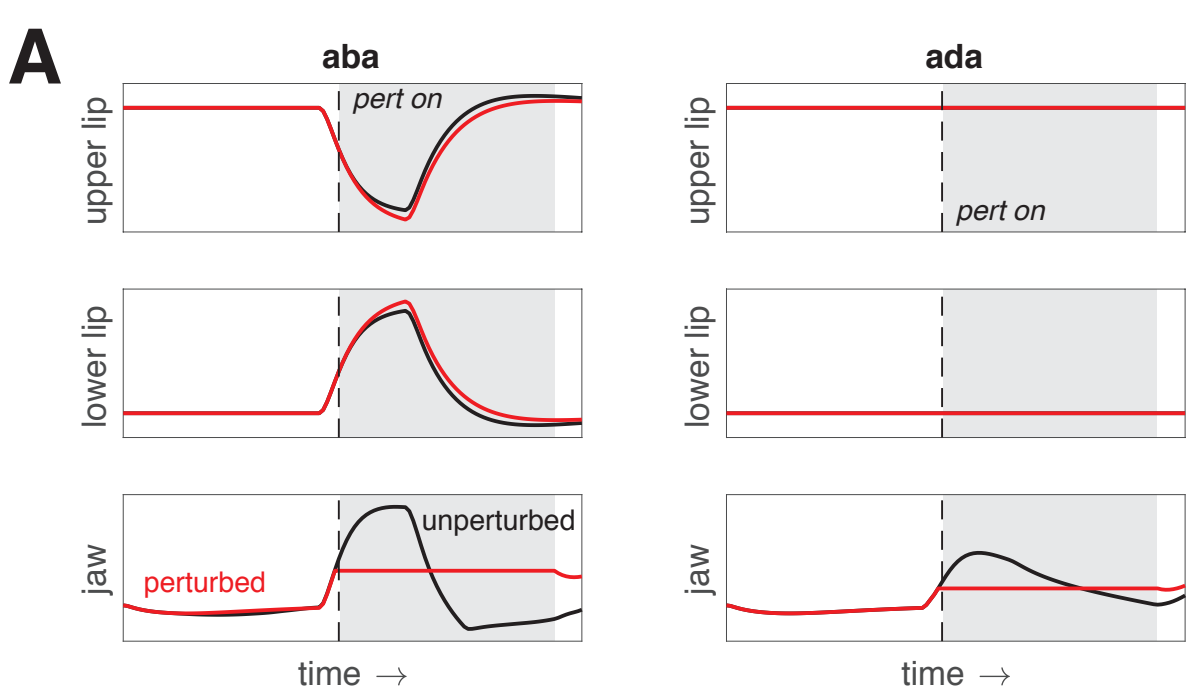 A
aba
ada
upper lip
pert on
upper lip
pert on
lower lip
lower lip
jaw
perturbed
unperturbed
jaw
time →
time →